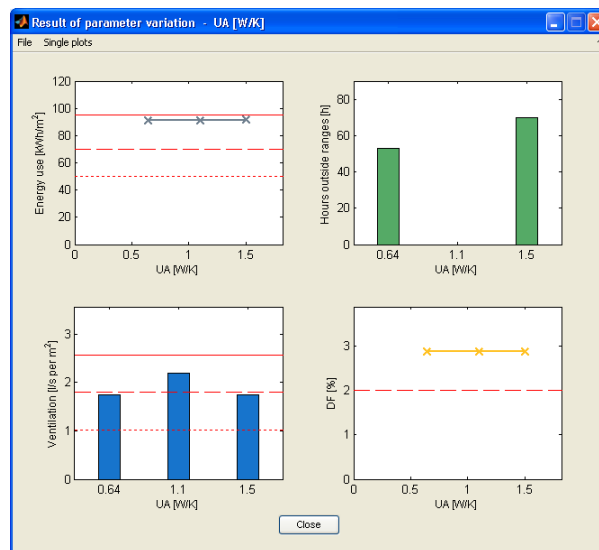 Result of parameter variation - UA [W/K]
File Single plots
120
100
80
60
40
20
0
0 0.5 1 1.5
Energy use [kWh/m²]
UA [W/K]
80
60
40
20
0
0.64 1.1 1.5
Hours outside ranges [h]
UA [W/K]
3
2
1
0
0.64 1.1 1.5
Ventilation [l/s per m²]
UA [W/K]
3
2
1
0
0 0.5 1 1.5
DF [%]
UA [W/K]
Close